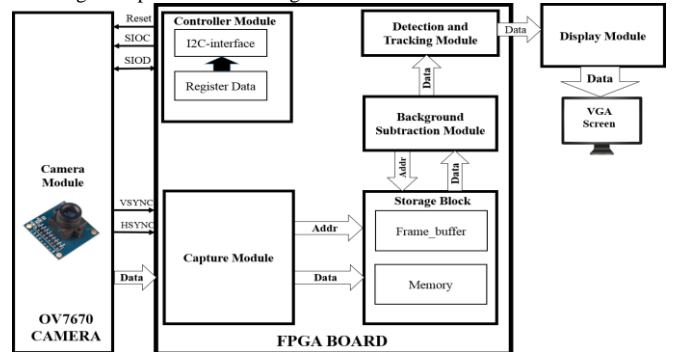 Reset
SIOC
SIOD
Controller Module
I2C-interface
Register Data
Detection and
Tracking Module
Data
Display Module
Data
VGA
Screen
Data
Background
Subtraction Module
Addr
Data
Camera
Module
VSYNC
HSYNC
Data
Capture Module
Addr
Data
Storage Block
Frame_buffer
Memory
OV7670
CAMERA
FPGA BOARD